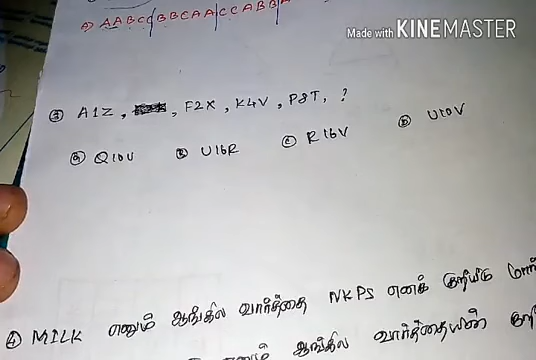 Made with KINEMASTER
A) AABCC BBCAA CCABB
③ A1Z, F2X, K4V, P8T, ?
Ⓐ Q10U Ⓑ U16R Ⓒ R16V Ⓓ U10V
④ MILK எனும் ஆங்கில வார்த்தை NKPS எனக் குறியீடு
எனும் ஆங்கில வார்த்தையின்